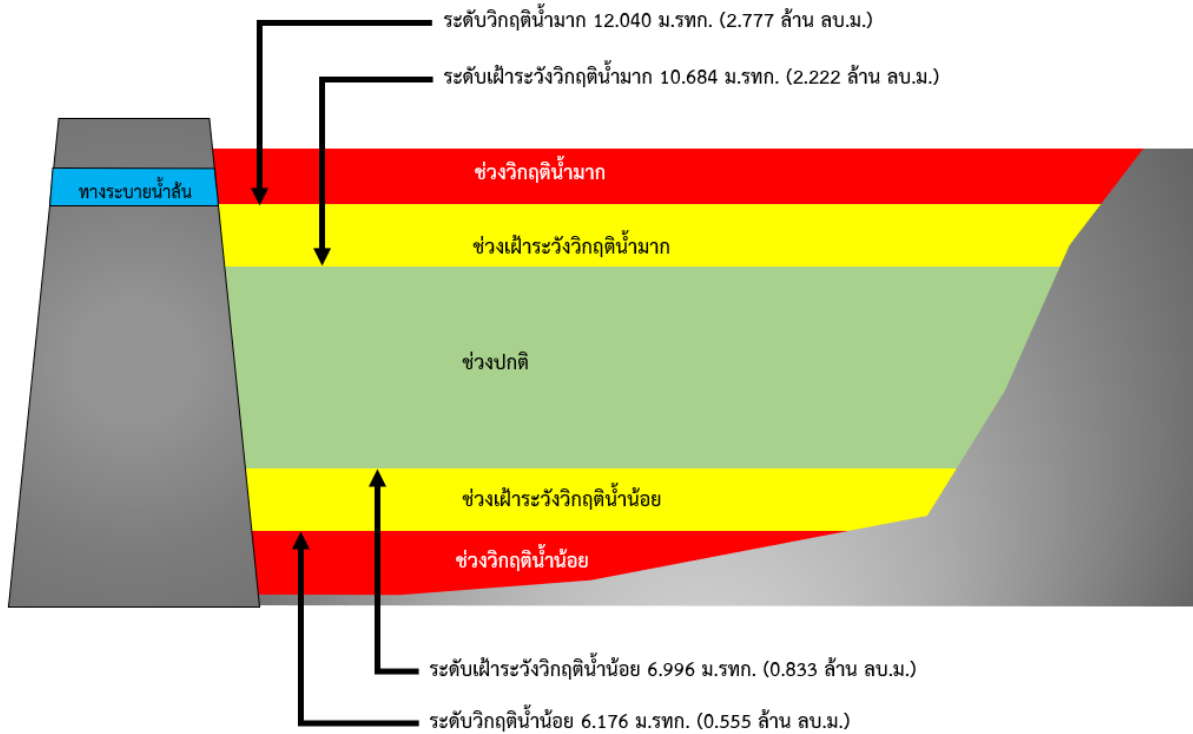 ระดับวิกฤติน้ำมาก 12.040 ม.รทก. (2.777 ล้าน ลบ.ม.)
ระดับเฝ้าระวังวิกฤติน้ำมาก 10.684 ม.รทก. (2.222 ล้าน ลบ.ม.)
ช่วงวิกฤติน้ำมาก
ทางระบายน้ำล้น
ช่วงเฝ้าระวังวิกฤติน้ำมาก
ช่วงปกติ
ช่วงเฝ้าระวังวิกฤติน้ำน้อย
ช่วงวิกฤติน้ำน้อย
ระดับเฝ้าระวังวิกฤติน้ำน้อย 6.996 ม.รทก. (0.833 ล้าน ลบ.ม.)
ระดับวิกฤติน้ำน้อย 6.176 ม.รทก. (0.555 ล้าน ลบ.ม.)